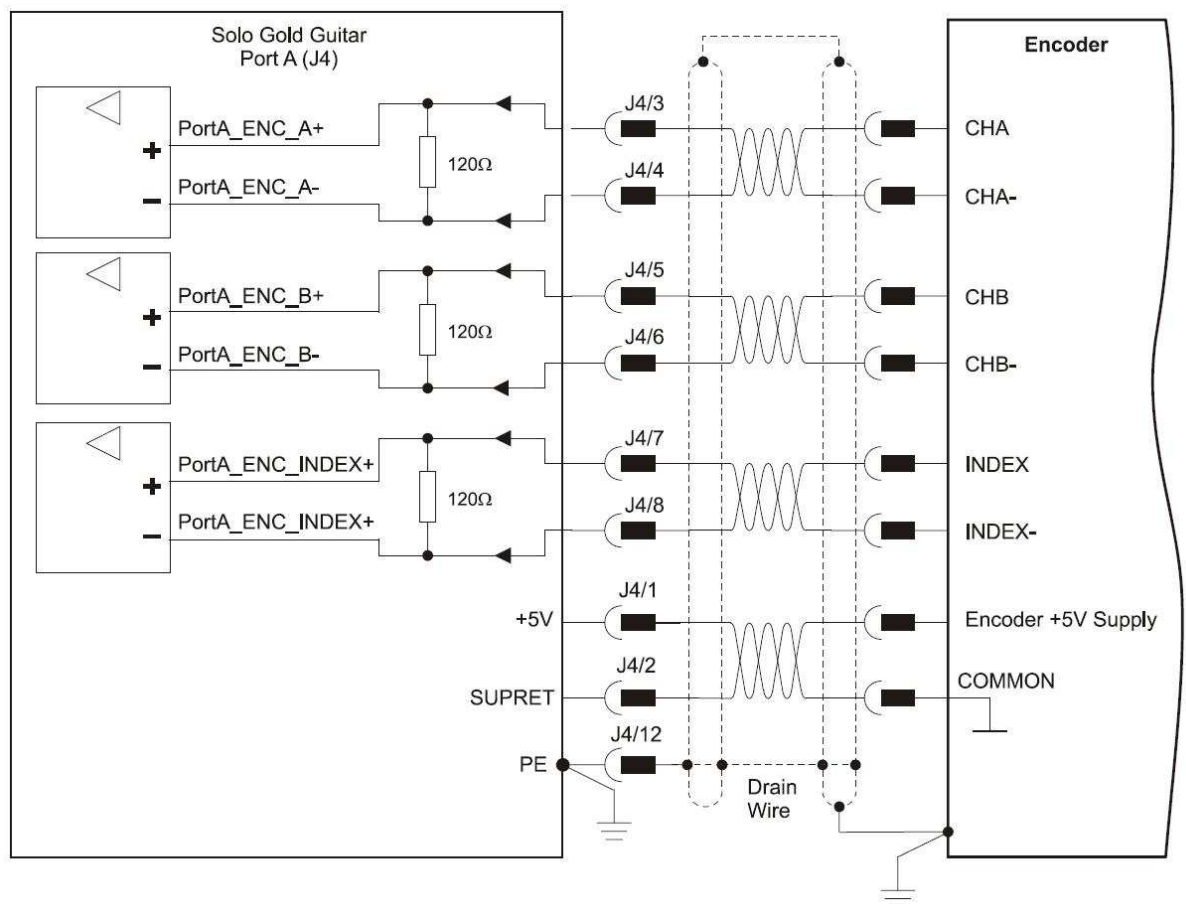 Solo Gold Guitar
Port A (J4)
Encoder
PortA_ENC_A+
+
120Ω
PortA_ENC_A-
-
J4/3
CHA
J4/4
CHA-
PortA_ENC_B+
+
120Ω
PortA_ENC_B-
-
J4/5
CHB
J4/6
CHB-
PortA_ENC_INDEX+
+
120Ω
PortA_ENC_INDEX+
-
J4/7
INDEX
J4/8
INDEX-
+5V
J4/1
Encoder +5V Supply
SUPRET
J4/2
COMMON
PE
J4/12
Drain
Wire